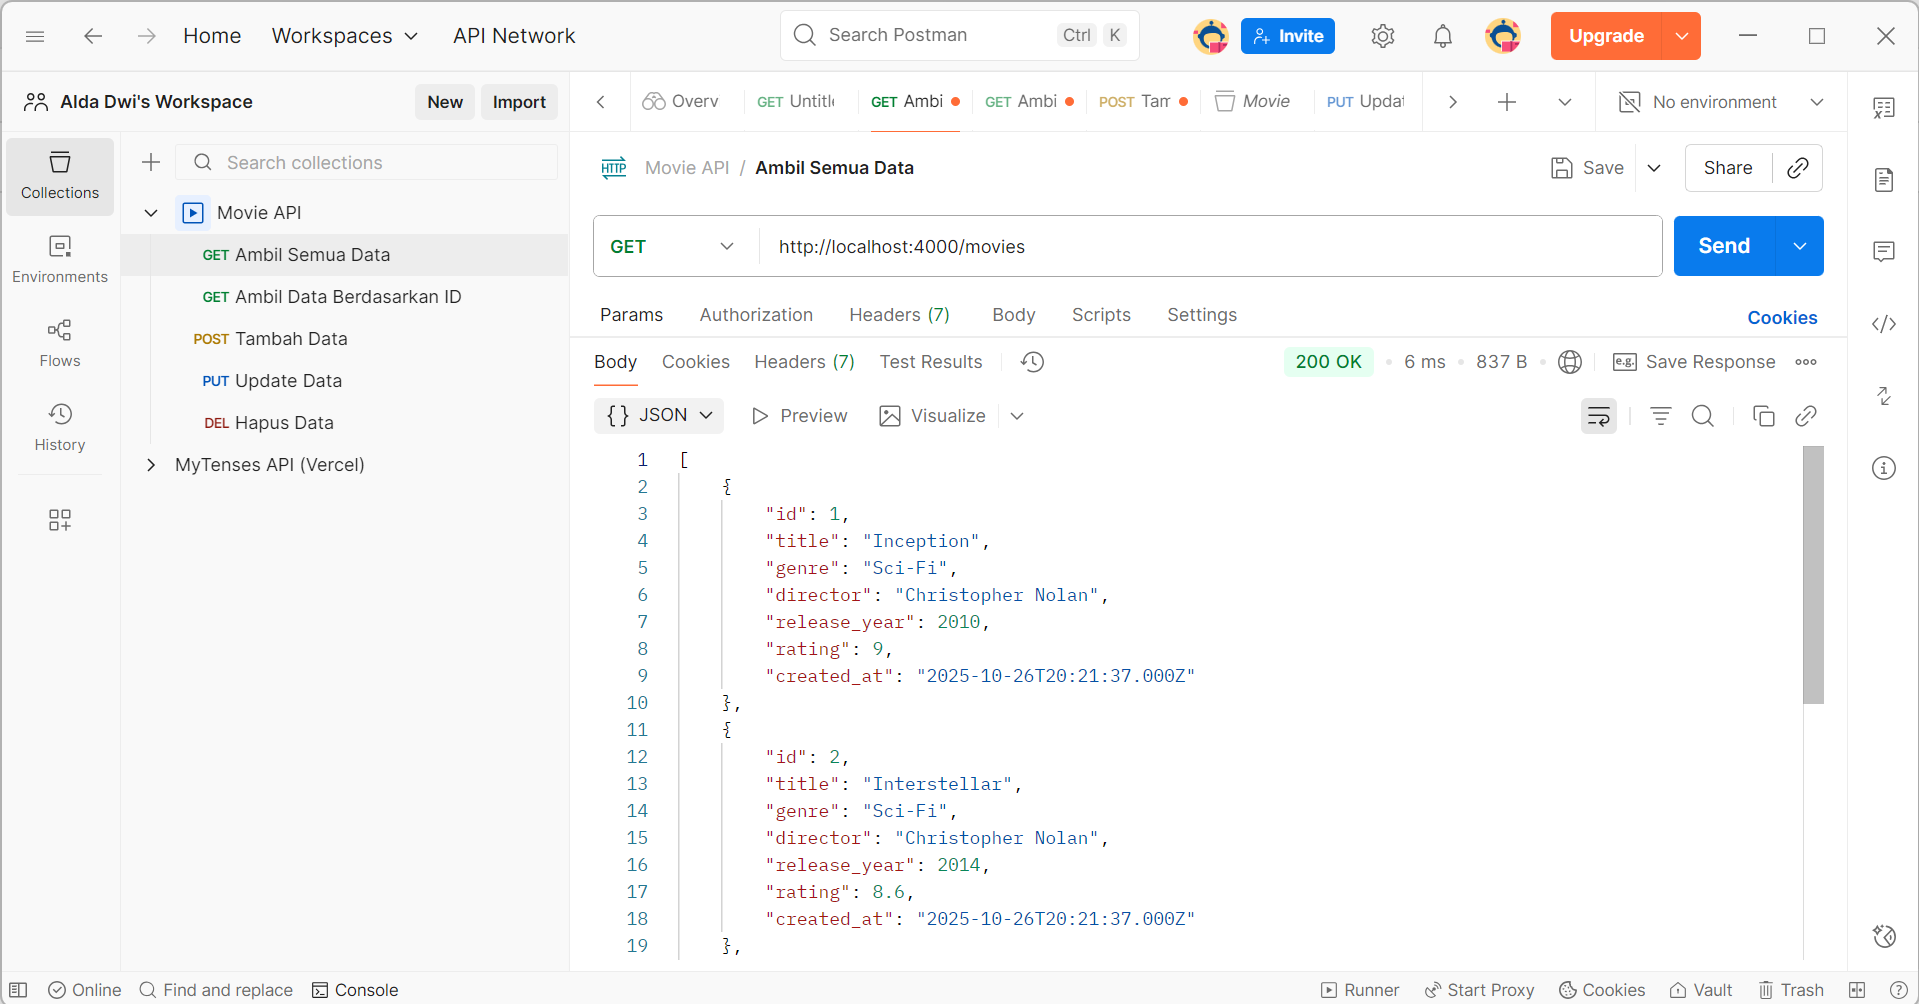 Home Workspaces API Network Search Postman Ctrl K Invite Upgrade
Alda Dwi's Workspace New Import Overv GET Untitl GET Ambi GET Ambi POST Tam Movie PUT Updat No environment
Collections
Environments
Flows
History
Search collections
Movie API
GET Ambil Semua Data
GET Ambil Data Berdasarkan ID
POST Tambah Data
PUT Update Data
DEL Hapus Data
MyTenses API (Vercel)
HTTP Movie API / Ambil Semua Data Save Share
GET http://localhost:4000/movies Send
Params Authorization Headers (7) Body Scripts Settings Cookies
Body Cookies Headers (7) Test Results 200 OK 6 ms 837 B e.g. Save Response
{} JSON Preview Visualize
1 [
2 {
3 "id": 1,
4 "title": "Inception",
5 "genre": "Sci-Fi",
6 "director": "Christopher Nolan",
7 "release_year": 2010,
8 "rating": 9,
9 "created_at": "2025-10-26T20:21:37.000Z"
10 },
11 {
12 "id": 2,
13 "title": "Interstellar",
14 "genre": "Sci-Fi",
15 "director": "Christopher Nolan",
16 "release_year": 2014,
17 "rating": 8.6,
18 "created_at": "2025-10-26T20:21:37.000Z"
19 },
Online Find and replace Console Runner Start Proxy Cookies Vault Trash